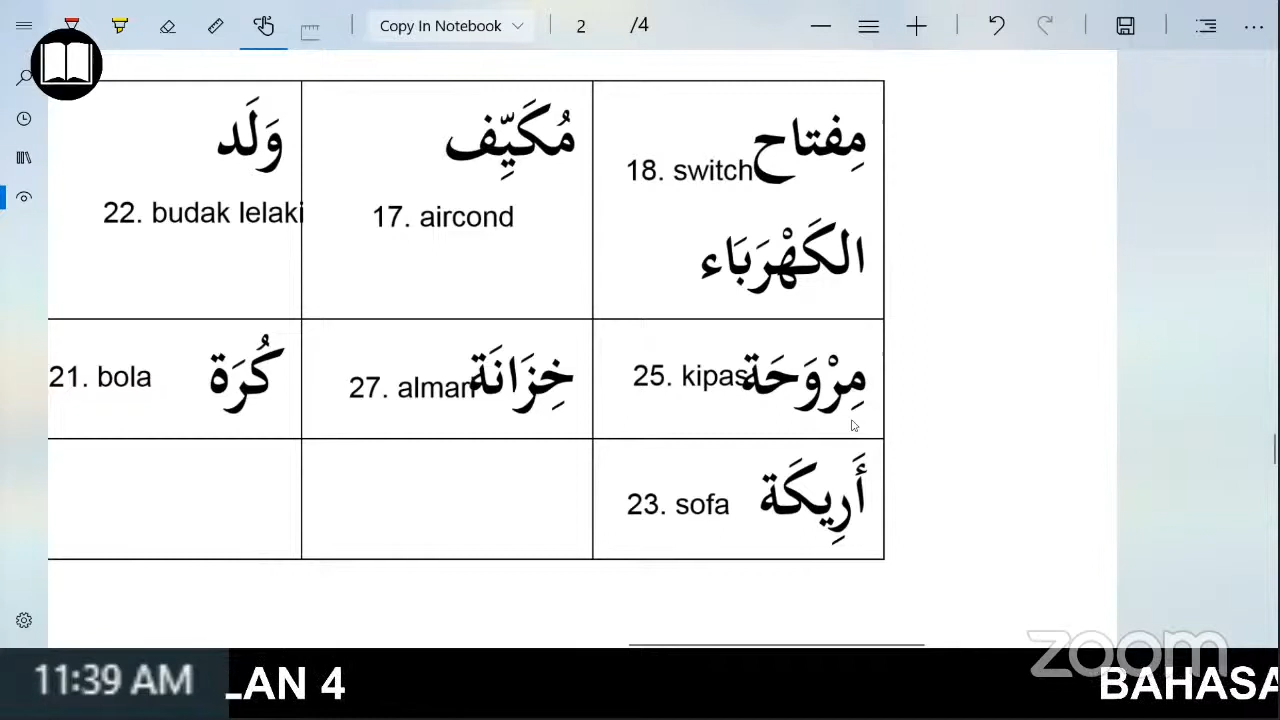 Copy In Notebook
2
/4
مِفتاح
18. switch
الكَهْرَبَاء
مُكَيِّف
17. aircond
وَلَد
22. budak lelaki
مِرْوَحَة
25. kipas
خِزَانَة
27. almari
كُرَة
21. bola
أَرِيكَة
23. sofa
zoom
11:39 AM
LAN 4
BAHASA